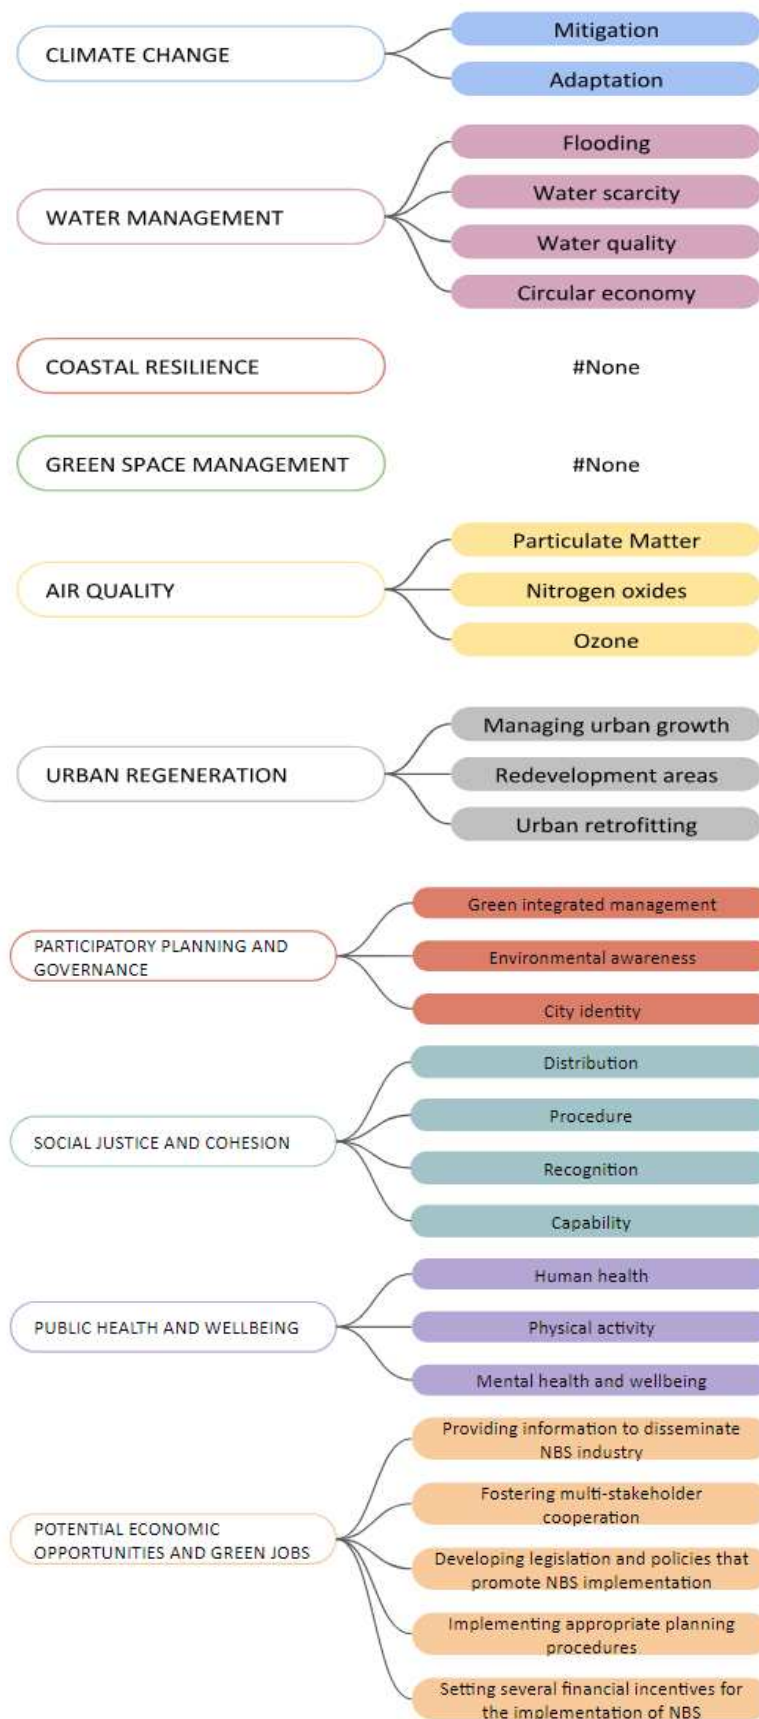 CLIMATE CHANGE
Mitigation
Adaptation
WATER MANAGEMENT
Flooding
Water scarcity
Water quality
Circular economy
COASTAL RESILIENCE
#None
GREEN SPACE MANAGEMENT
#None
AIR QUALITY
Particulate Matter
Nitrogen oxides
Ozone
URBAN REGENERATION
Managing urban growth
Redevelopment areas
Urban retrofitting
PARTICIPATORY PLANNING AND
GOVERNANCE
Green integrated management
Environmental awareness
City identity
SOCIAL JUSTICE AND COHESION
Distribution
Procedure
Recognition
Capability
PUBLIC HEALTH AND WELLBEING
Human health
Physical activity
Mental health and wellbeing
POTENTIAL ECONOMIC
OPPORTUNITIES AND GREEN JOBS
Providing information to disseminate
NBS industry
Fostering multi-stakeholder
cooperation
Developing legislation and policies that
promote NBS implementation
Implementing appropriate planning
procedures
Setting several financial incentives for
the implementation of NBS